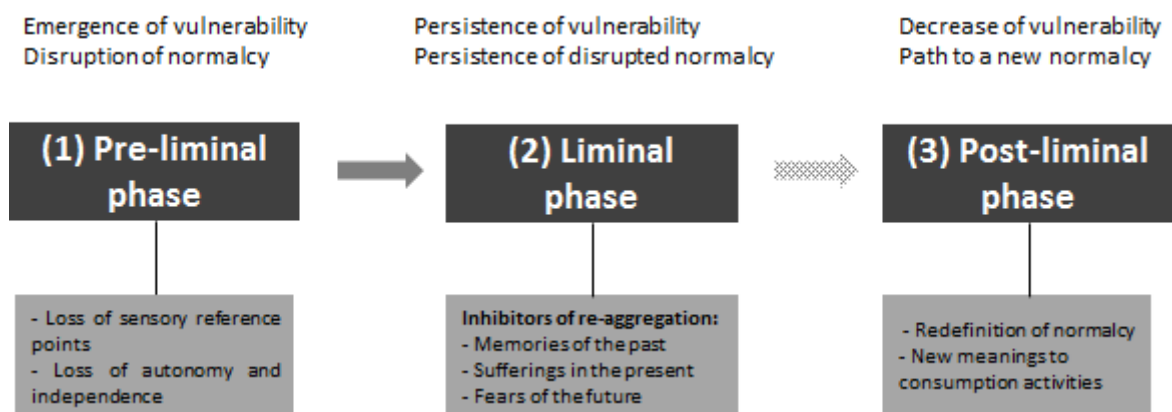 Emergence of vulnerability
Disruption of normalcy
Persistence of vulnerability
Persistence of disrupted normalcy
Decrease of vulnerability
Path to a new normalcy
(1) Pre-liminal
phase
(2) Liminal
phase
(3) Post-liminal
phase
- Loss of sensory reference
points
- Loss of autonomy and
independence
Inhibitors of re-aggregation:
- Memories of the past
- Sufferings in the present
- Fears of the future
- Redefinition of normalcy
- New meanings to
consumption activities